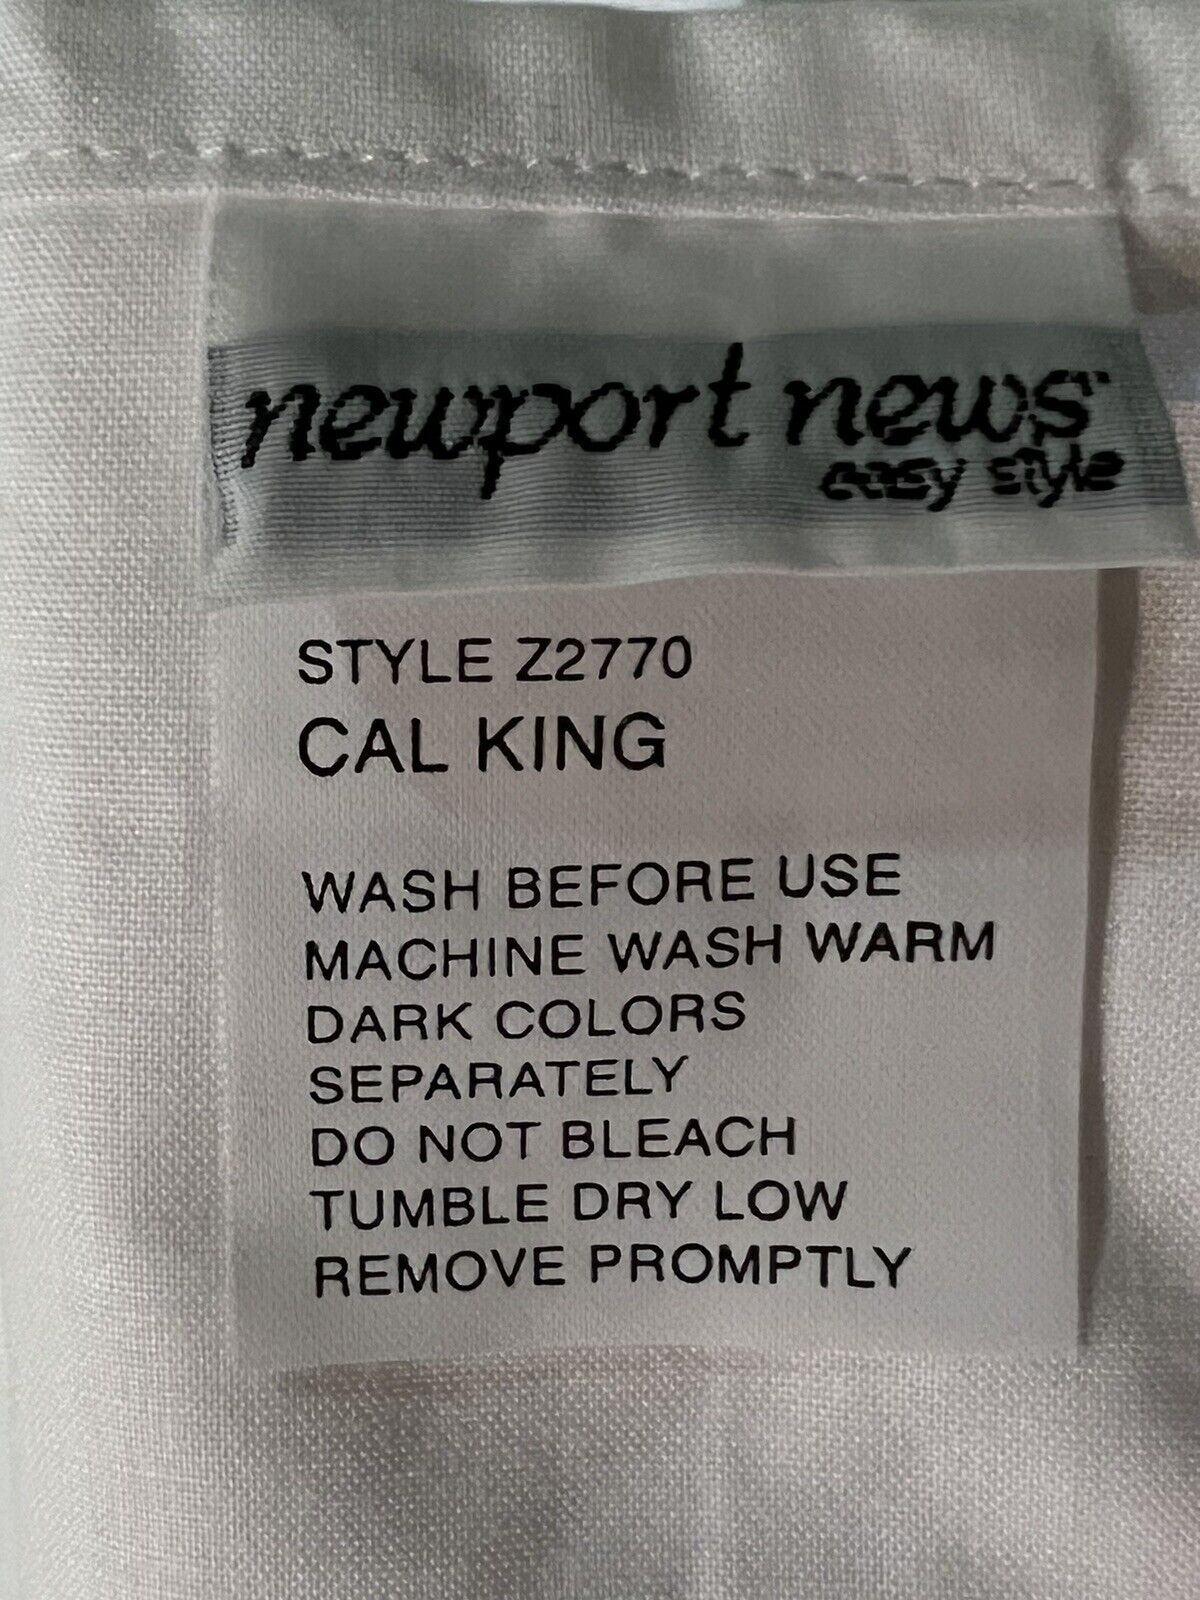 newport news™
easy style
STYLE Z2770
CAL KING
WASH BEFORE USE
MACHINE WASH WARM
DARK COLORS
SEPARATELY
DO NOT BLEACH
TUMBLE DRY LOW
REMOVE PROMPTLY